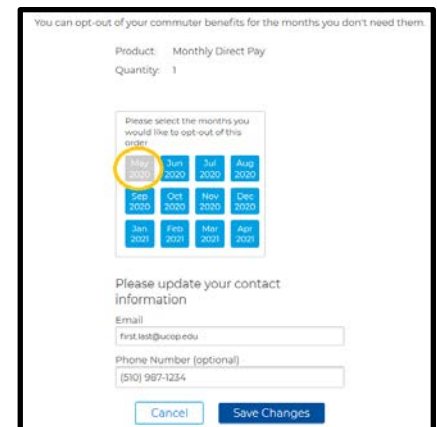 You can opt-out of your commuter benefits for the months you don't need them.
Product: Monthly Direct Pay
Quantity: 1
Please select the months you
would like to opt-out of this
order
May 2020 Jun 2020 Jul 2020 Aug 2020
Sep 2020 Oct 2020 Nov 2020 Dec 2020
Jan 2021 Feb 2021 Mar 2021 Apr 2021
Please update your contact
information
Email
first.last@ucop.edu
Phone Number (optional)
(510) 987-1234
Cancel Save Changes